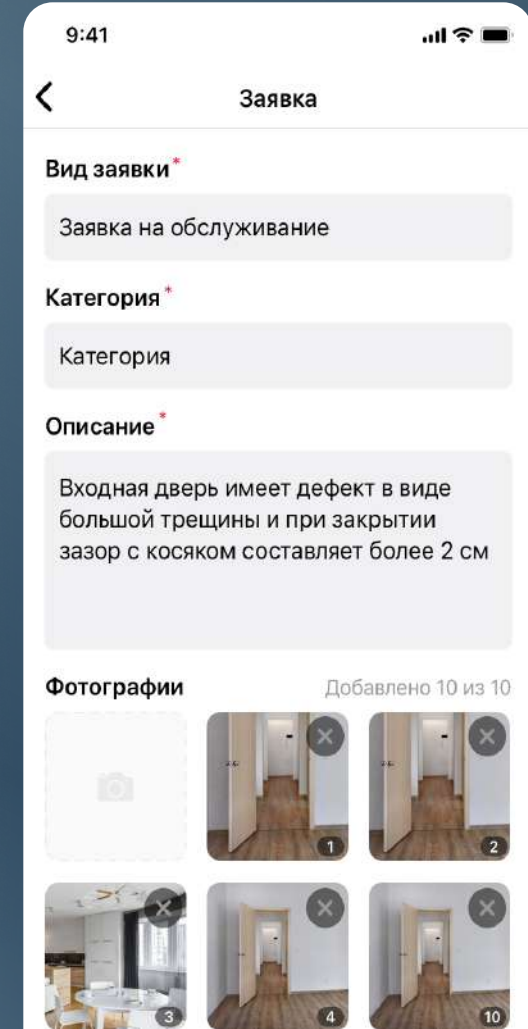 9:41
Заявка
Вид заявки*
Заявка на обслуживание
Категория*
Категория
Описание*
Входная дверь имеет дефект в виде
большой трещины и при закрытии
зазор с косяком составляет более 2 см
Фотографии
Добавлено 10 из 10
1
2
3
4
10